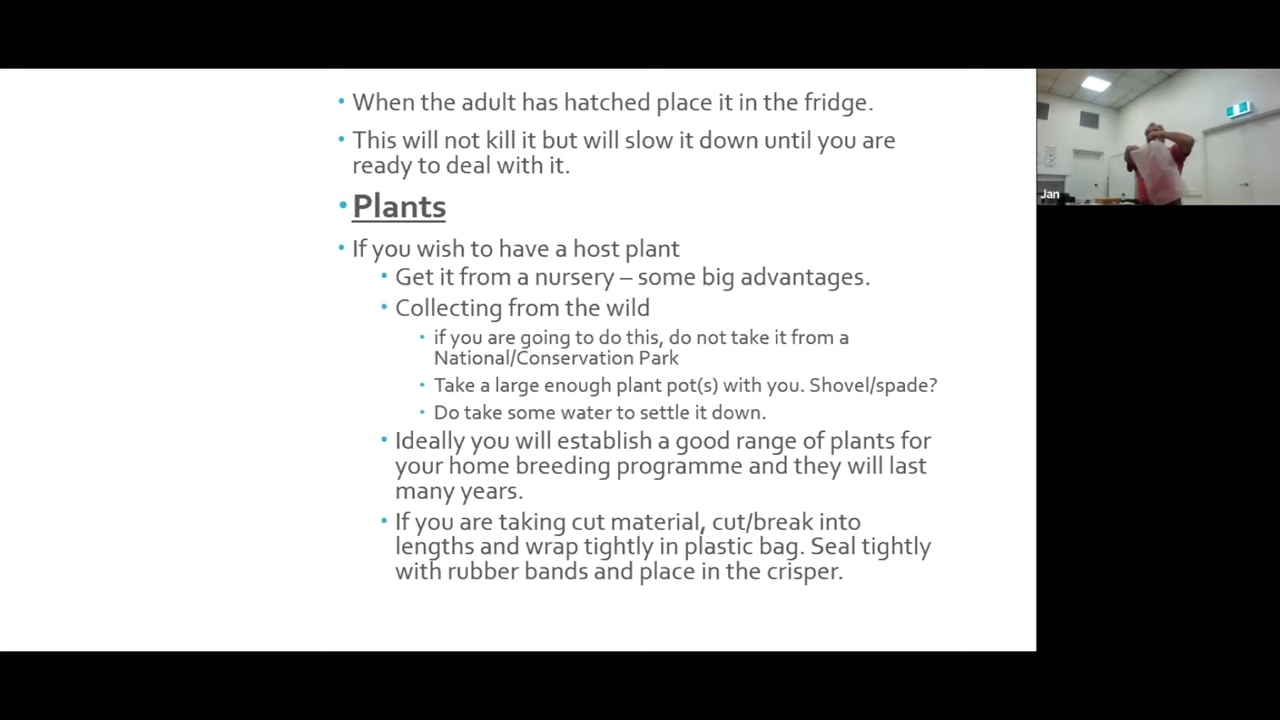 • When the adult has hatched place it in the fridge.
• This will not kill it but will slow it down until you are
ready to deal with it.
• Plants
• If you wish to have a host plant
• Get it from a nursery – some big advantages.
• Collecting from the wild
• if you are going to do this, do not take it from a
National/Conservation Park
• Take a large enough plant pot(s) with you. Shovel/spade?
• Do take some water to settle it down.
• Ideally you will establish a good range of plants for
your home breeding programme and they will last
many years.
• If you are taking cut material, cut/break into
lengths and wrap tightly in plastic bag. Seal tightly
with rubber bands and place in the crisper.
Jan